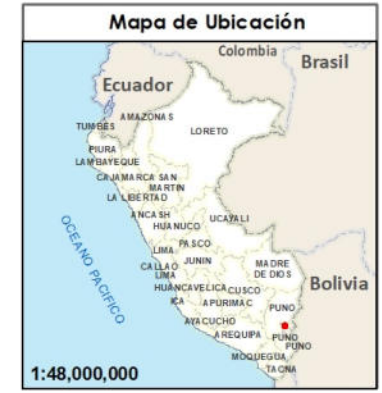 Mapa de Ubicación
Colombia
Brasil
Ecuador
AMAZONAS
TUMBES
LORETO
PIURA
LAMBAYEQUE
CAJAMARCA SAN
MARTIN
LA LIBERTAD
ANCASH
UCAYALI
HUANUCO
PASCO
LIMA
JUNIN
MADRE
DE DIOS
CALLAO
LIMA
Bolivia
HUANCAVELICA CUSCO
ICA
APURIMAC
PUNO
AYACUCHO
AREQUIPA
PUNO
PUNO
MOQUEGUA
TACNA
OCEANO PACIFICO
1:48,000,000